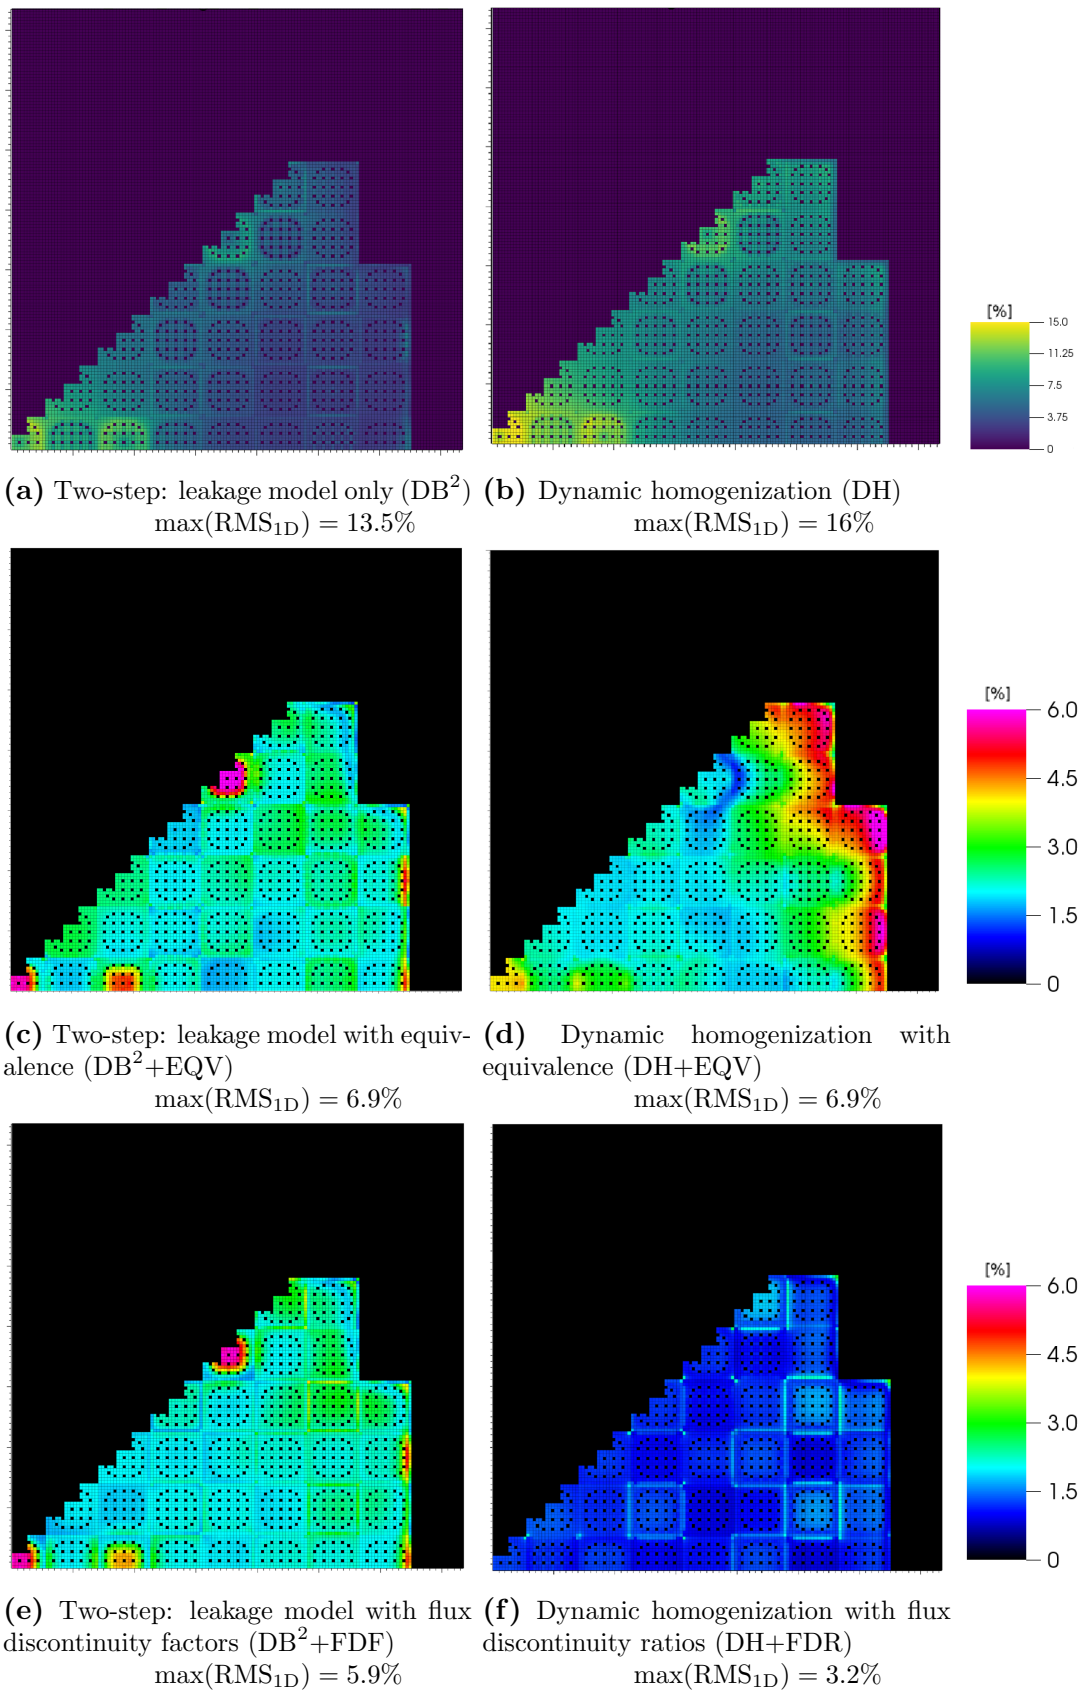 [%]
15.0
11.25
7.5
3.75
0
(a) Two-step: leakage model only (DB²)
max(RMS₁D) = 13.5%
(b) Dynamic homogenization (DH)
max(RMS₁D) = 16%
[%]
6.0
4.5
3.0
1.5
0
(c) Two-step: leakage model with equiv-
alence (DB²+EQV)
max(RMS₁D) = 6.9%
(d) Dynamic homogenization with
equivalence (DH+EQV)
max(RMS₁D) = 6.9%
[%]
6.0
4.5
3.0
1.5
0
(e) Two-step: leakage model with flux
discontinuity factors (DB²+FDF)
max(RMS₁D) = 5.9%
(f) Dynamic homogenization with flux
discontinuity ratios (DH+FDR)
max(RMS₁D) = 3.2%